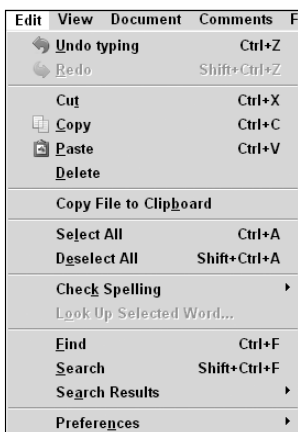 Edit View Document Comments F
Undo typing Ctrl+Z
Redo Shift+Ctrl+Z
Cut Ctrl+X
Copy Ctrl+C
Paste Ctrl+V
Delete
Copy File to Clipboard
Select All Ctrl+A
Deselect All Shift+Ctrl+A
Check Spelling
Look Up Selected Word...
Find Ctrl+F
Search Shift+Ctrl+F
Search Results
Preferences